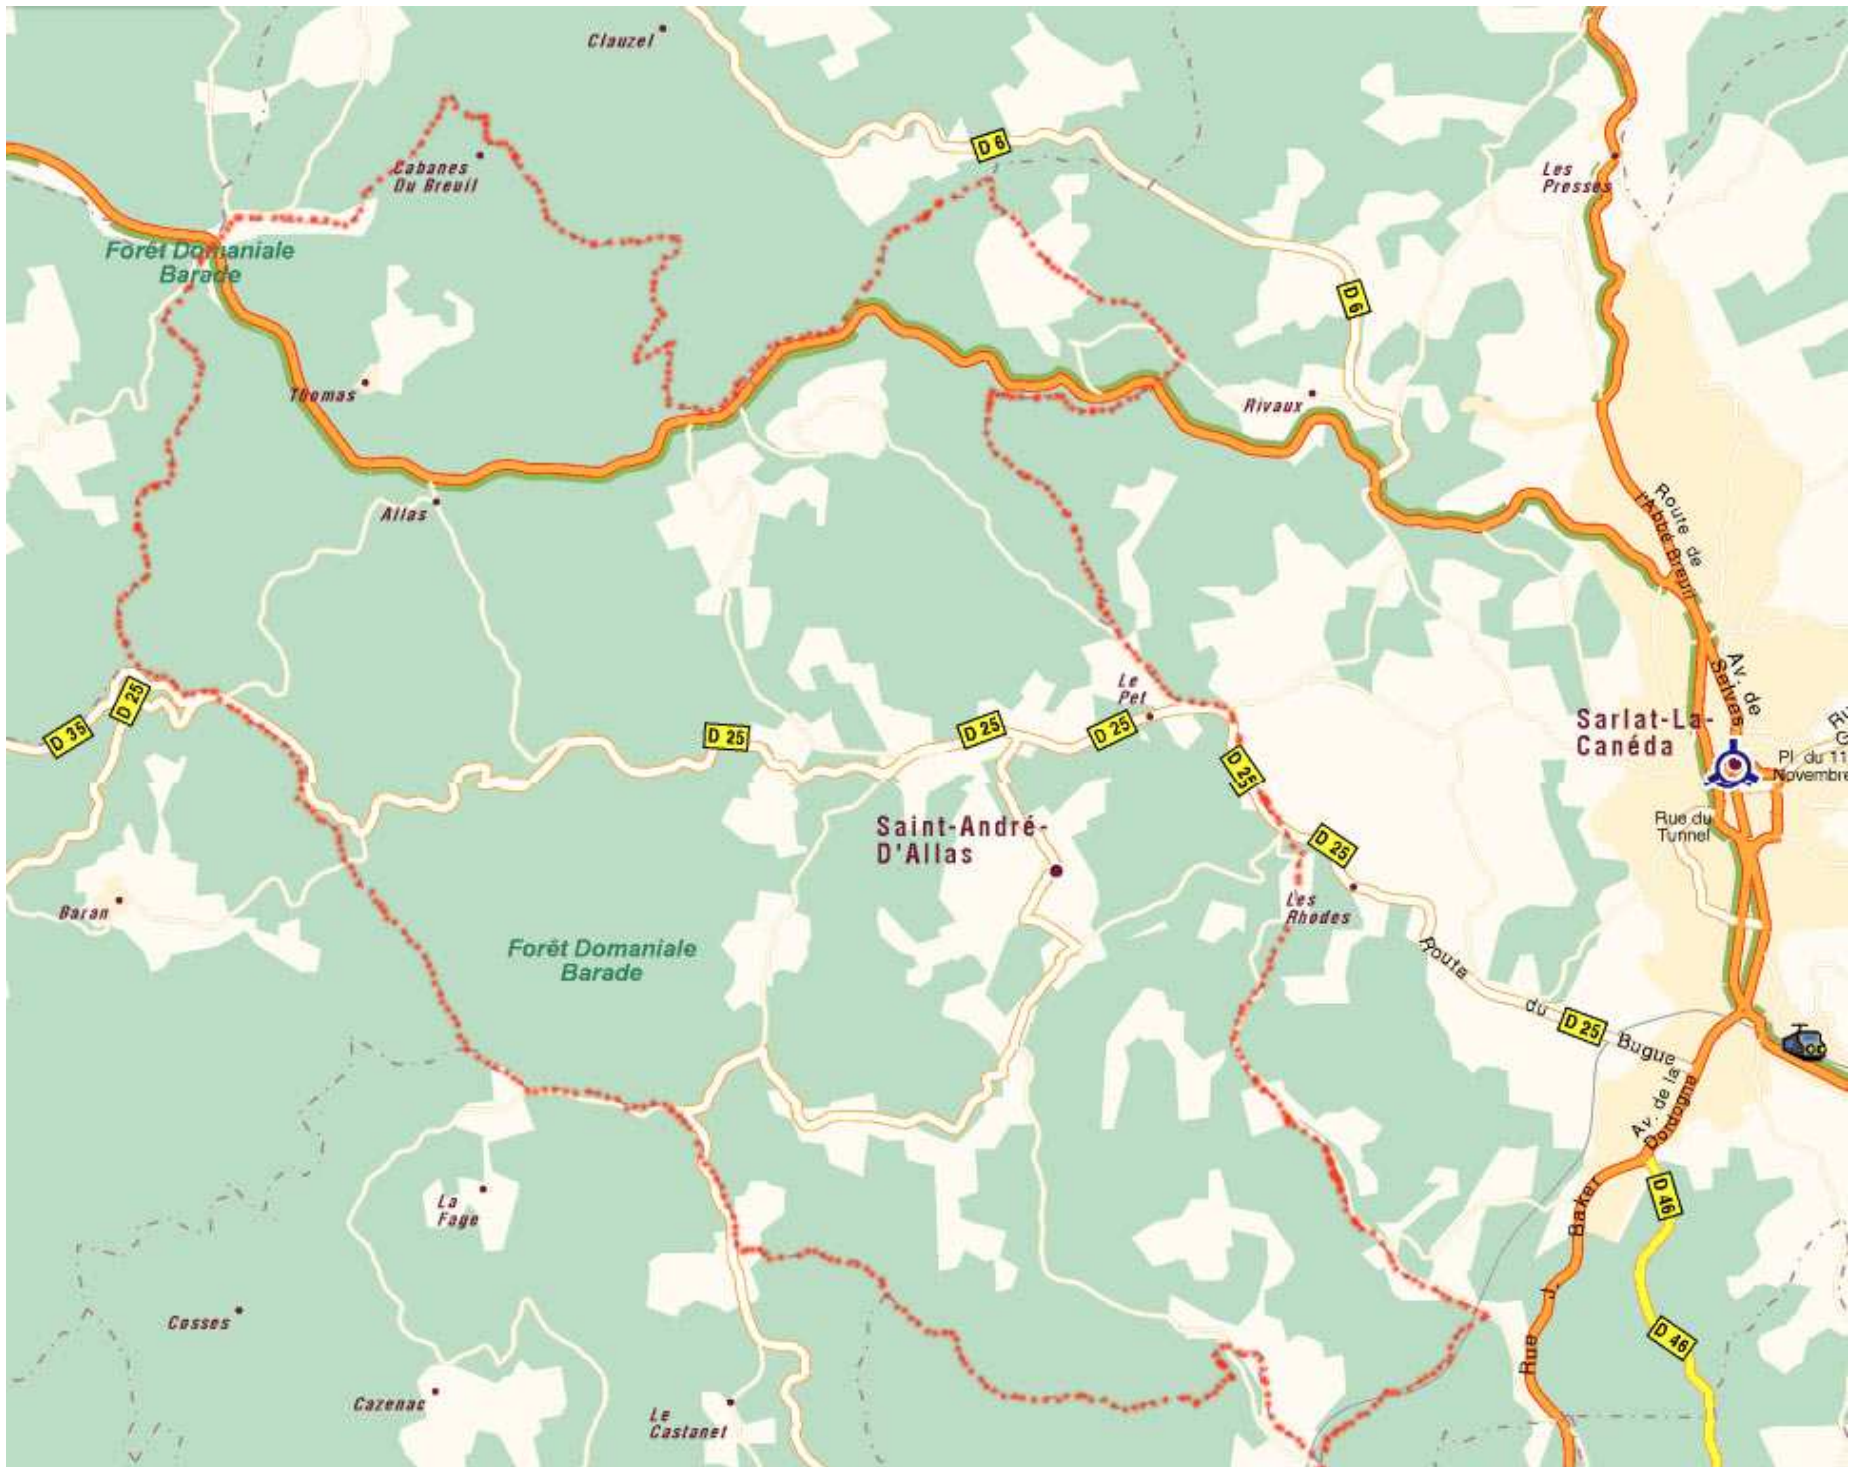 Clauzel
D 6
Cabanes
Du Breuil
Les
Presses
Forêt Domaniale
Barade
D 6
Thomas
Rivaux
Allas
Route de
l'Abbé Breuil
Le
Pet
Av. de
Selves
D 25
D 35
D 25
D 25
D 25
D 25
Sarlat-La-
Canéda
Pl du 11
Novembre
Rue du
Tunnel
Saint-André-
D'Allas
D 25
Baran
Les
Rhodes
Forêt Domaniale
Barade
Route
du
D 25
Bugue
Av. de la
Dordogne
La
Fage
D 46
Rue J. Baker
Cosses
D 46
Cazenac
Le
Castanet